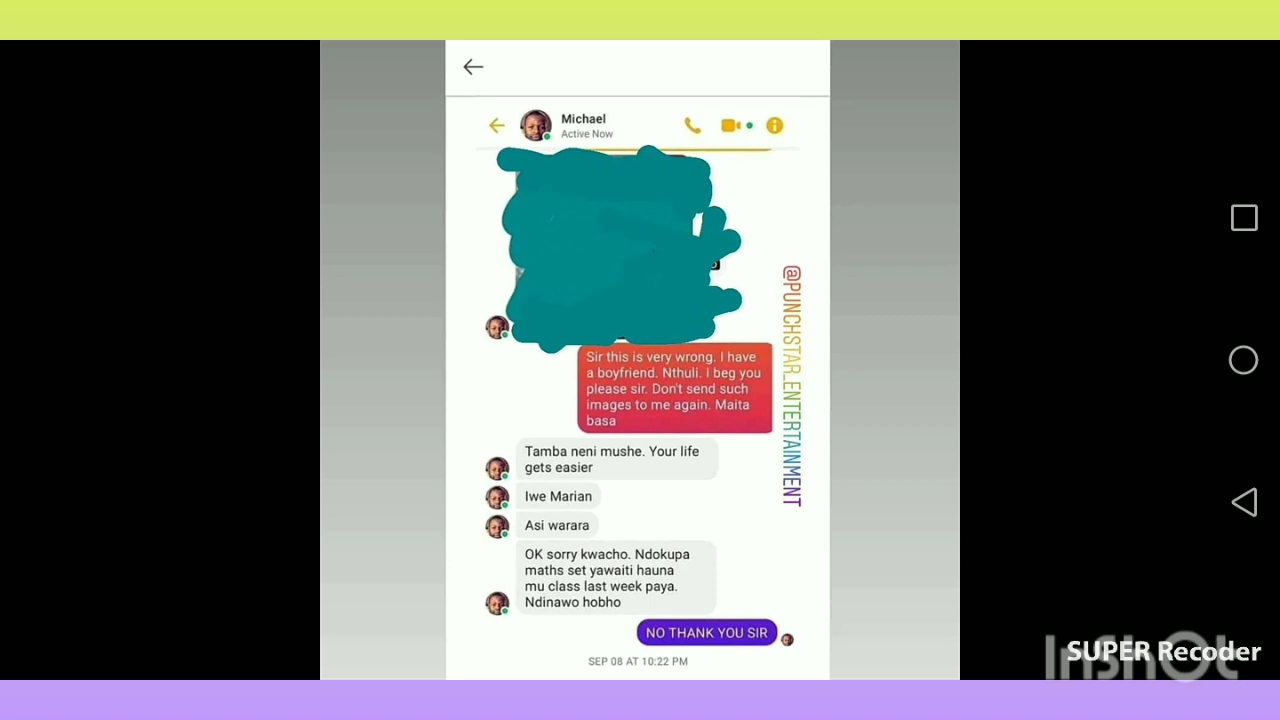 Michael
Active Now
Sir this is very wrong. I have
a boyfriend. Nthuli. I beg you
please sir. Don't send such
images to me again. Maita
basa
Tamba neni mushe. Your life
gets easier
Iwe Marian
Asi warara
OK sorry kwacho. Ndokupa
maths set yawaiti hauna
mu class last week paya.
Ndinawo hobho
NO THANK YOU SIR
SEP 08 AT 10:22 PM
@PUNCHSTAR_ENTERTAINMENT
InShOt
SUPER Recoder